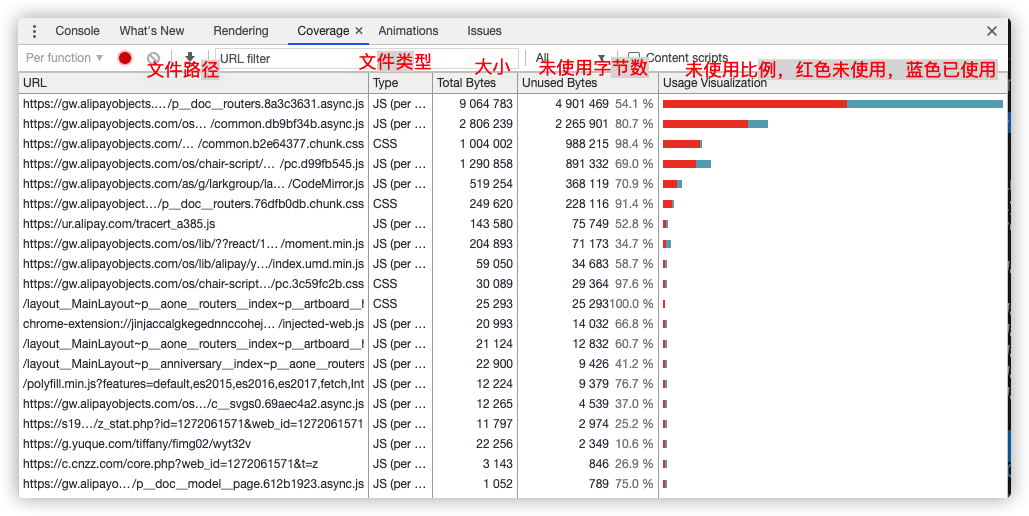 Console What's New Rendering Coverage × Animations Issues ×
Per function ▼ URL filter All ▼ Content scripts
文件路径 文件类型 大小 未使用字节数 未使用比例，红色未使用，蓝色已使用
URL Type Total Bytes Unused Bytes Usage Visualization
https://gw.alipayobjects.… /p__doc__routers.8a3c3631.async.js JS (per … 9 064 783 4 901 469 54.1 %
https://gw.alipayobjects.com/os… /common.db9bf34b.async.js JS (per … 2 806 239 2 265 901 80.7 %
https://gw.alipayobjects.com/… /common.b2e64377.chunk.css CSS 1 004 002 988 215 98.4 %
https://gw.alipayobjects.com/os/chair-script/… /pc.d99fb545.js JS (per … 1 290 858 891 332 69.0 %
https://gw.alipayobjects.com/as/g/larkgroup/la… /CodeMirror.js JS (per … 519 254 368 119 70.9 %
https://gw.alipayobject… /p__doc__routers.76dfb0db.chunk.css CSS 249 620 228 116 91.4 %
https://ur.alipay.com/tracert_a385.js JS (per … 143 580 75 749 52.8 %
https://gw.alipayobjects.com/os/lib/??react/1… /moment.min.js JS (per … 204 893 71 173 34.7 %
https://gw.alipayobjects.com/os/lib/alipay/y… /index.umd.min.js JS (per … 59 050 34 683 58.7 %
https://gw.alipayobjects.com/os/chair-script… /pc.3c59fc2b.css CSS 30 089 29 364 97.6 %
/layout__MainLayout~p__aone__routers__index~p__artboard__ CSS 25 293 25 293 100.0 %
chrome-extension://jinjaccalgkegednnccohej… /injected-web.js JS (per … 20 993 14 032 66.8 %
/layout__MainLayout~p__aone__routers__index~p__artboard__ JS (per … 21 124 12 832 60.7 %
/layout__MainLayout~p__anniversary__index~p__aone__routers JS (per … 22 900 9 426 41.2 %
/polyfill.min.js?features=default,es2015,es2016,es2017,fetch,Int JS (per … 12 224 9 379 76.7 %
https://gw.alipayobjects.com/os… /c__svgs0.69aec4a2.async.js JS (per … 12 265 4 539 37.0 %
https://s19…/z_stat.php?id=1272061571&web_id=1272061571 JS (per … 11 797 2 974 25.2 %
https://g.yuque.com/tiffany/fimg02/wyt32v JS (per … 22 256 2 349 10.6 %
https://c.cnzz.com/core.php?web_id=1272061571&t=z JS (per … 3 143 846 26.9 %
https://gw.alipayo… /p__doc__model__page.612b1923.async.js JS (per … 1 052 789 75.0 %